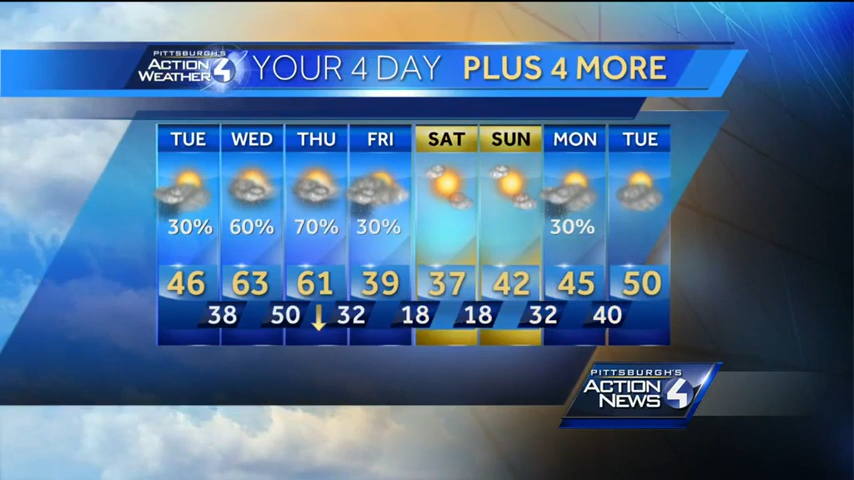 PITTSBURGH'S
ACTION
WEATHER 4
YOUR 4 DAY PLUS 4 MORE
TUE WED THU FRI SAT SUN MON TUE
30% 60% 70% 30% 30%
46 63 61 39 37 42 45 50
38 50 32 18 18 32 40
PITTSBURGH'S
ACTION
NEWS 4